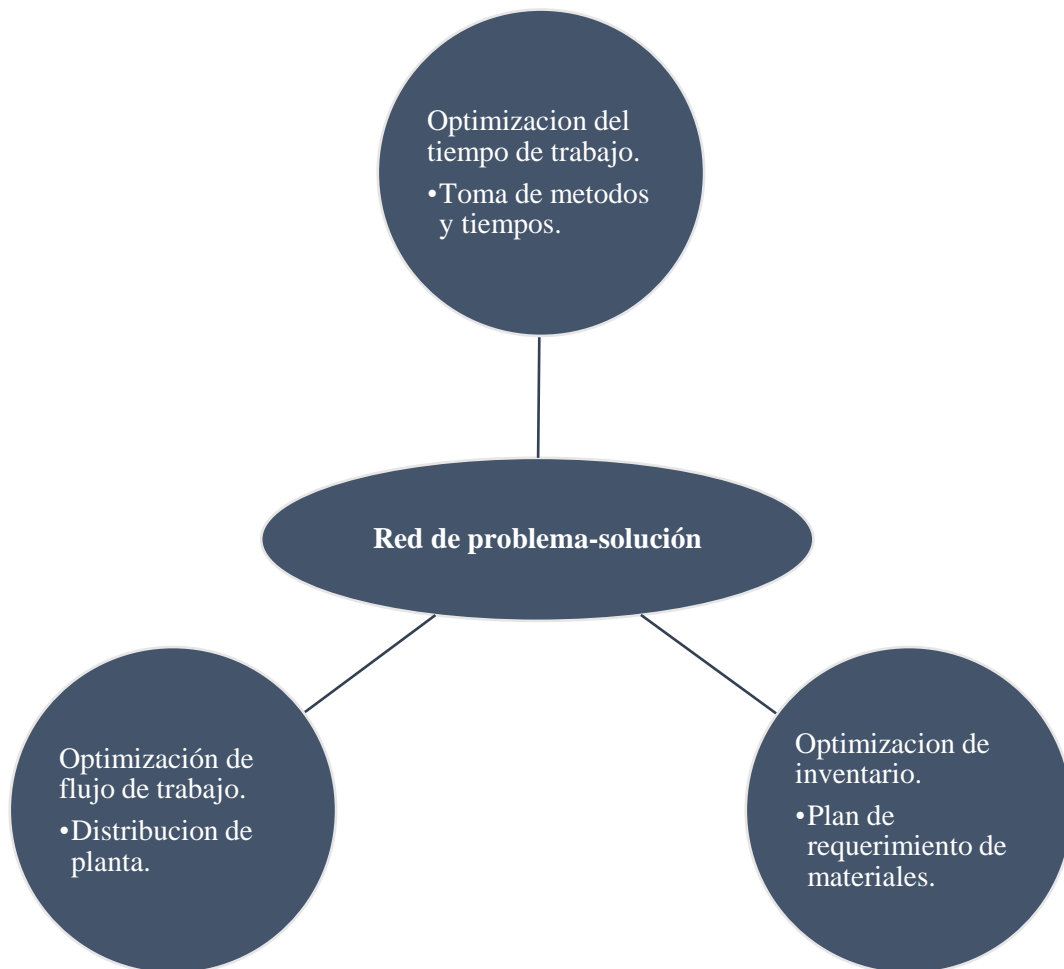 Optimizacion del
tiempo de trabajo.
•Toma de metodos
y tiempos.
Red de problema-solución
Optimización de
flujo de trabajo.
•Distribucion de
planta.
Optimizacion de
inventario.
•Plan de
requerimiento de
materiales.